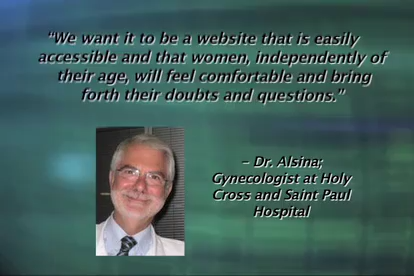 "We want it to be a website that is easily
accessible and that women, independently of
their age, will feel comfortable and bring
forth their doubts and questions."
– Dr. Alsina;
Gynecologist at Holy
Cross and Saint Paul
Hospital